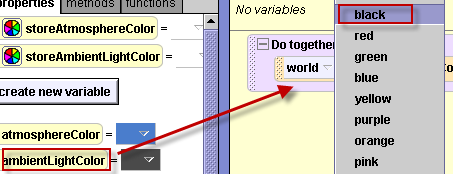 properties methods functions
storeAtmosphereColor =
storeAmbientLightColor =
create new variable
atmosphereColor =
ambientLightColor =
No variables
Do together
world
black
red
green
blue
yellow
purple
orange
pink